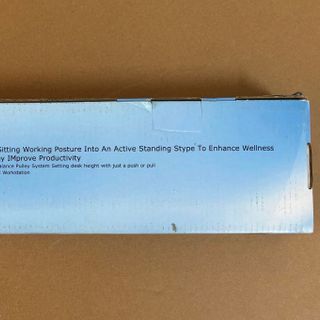 Sitting Working Posture Into An Active Standing Stype To Enhance Wellness
y IMprove Productivity
alance Pulley System Setting desk height with just a push or pull
Workstation